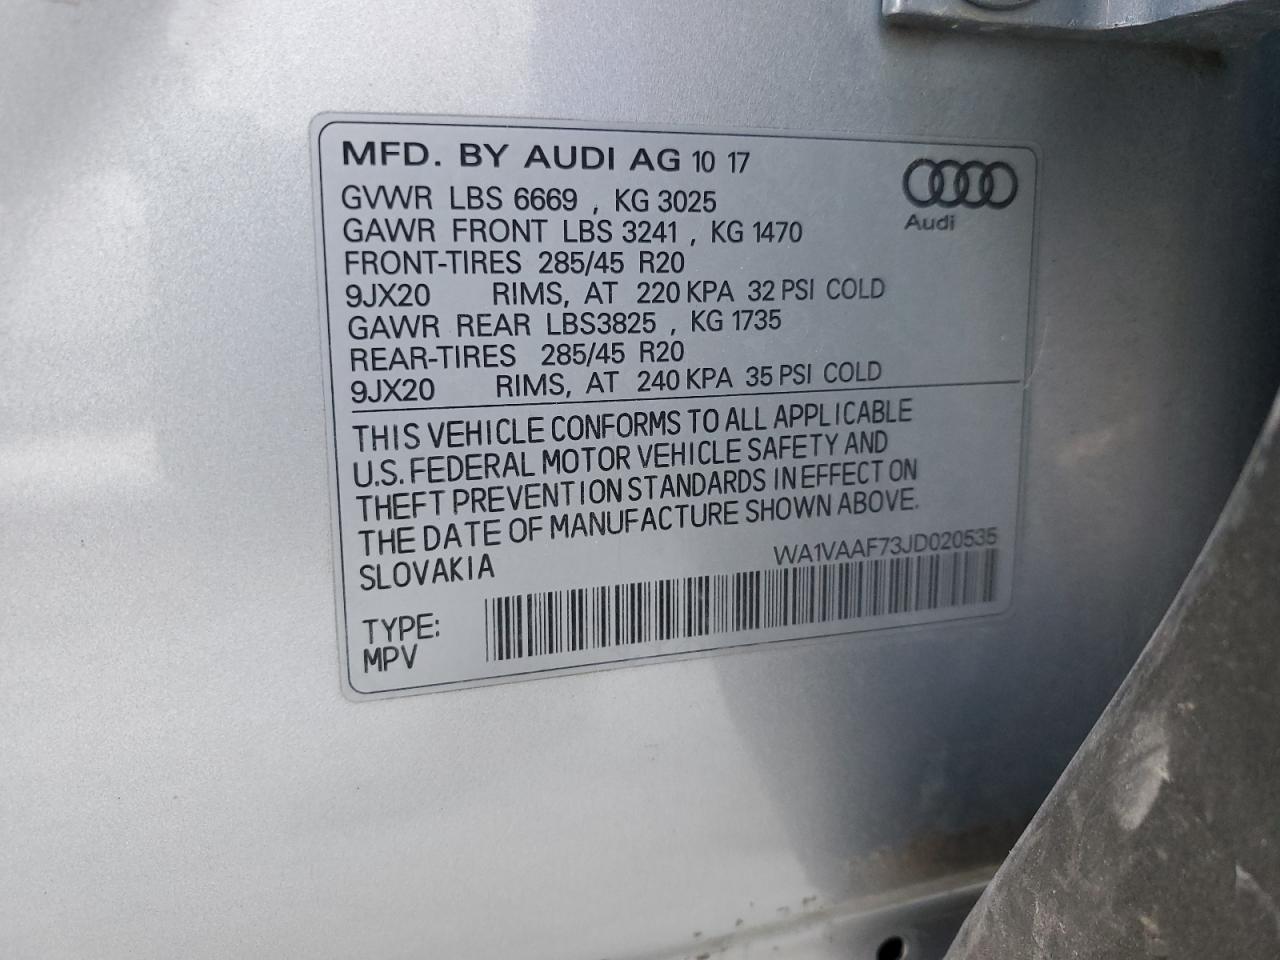 MFD. BY AUDI AG 10 17
GVWR LBS 6669 , KG 3025
GAWR FRONT LBS 3241 , KG 1470
FRONT-TIRES 285/45 R20
9JX20 RIMS, AT 220 KPA 32 PSI COLD
GAWR REAR LBS3825 , KG 1735
REAR-TIRES 285/45 R20
9JX20 RIMS, AT 240 KPA 35 PSI COLD
Audi
THIS VEHICLE CONFORMS TO ALL APPLICABLE
U.S. FEDERAL MOTOR VEHICLE SAFETY AND
THEFT PREVENTION STANDARDS IN EFFECT ON
THE DATE OF MANUFACTURE SHOWN ABOVE.
SLOVAKIA
WA1VAAF73JD020535
TYPE:
MPV